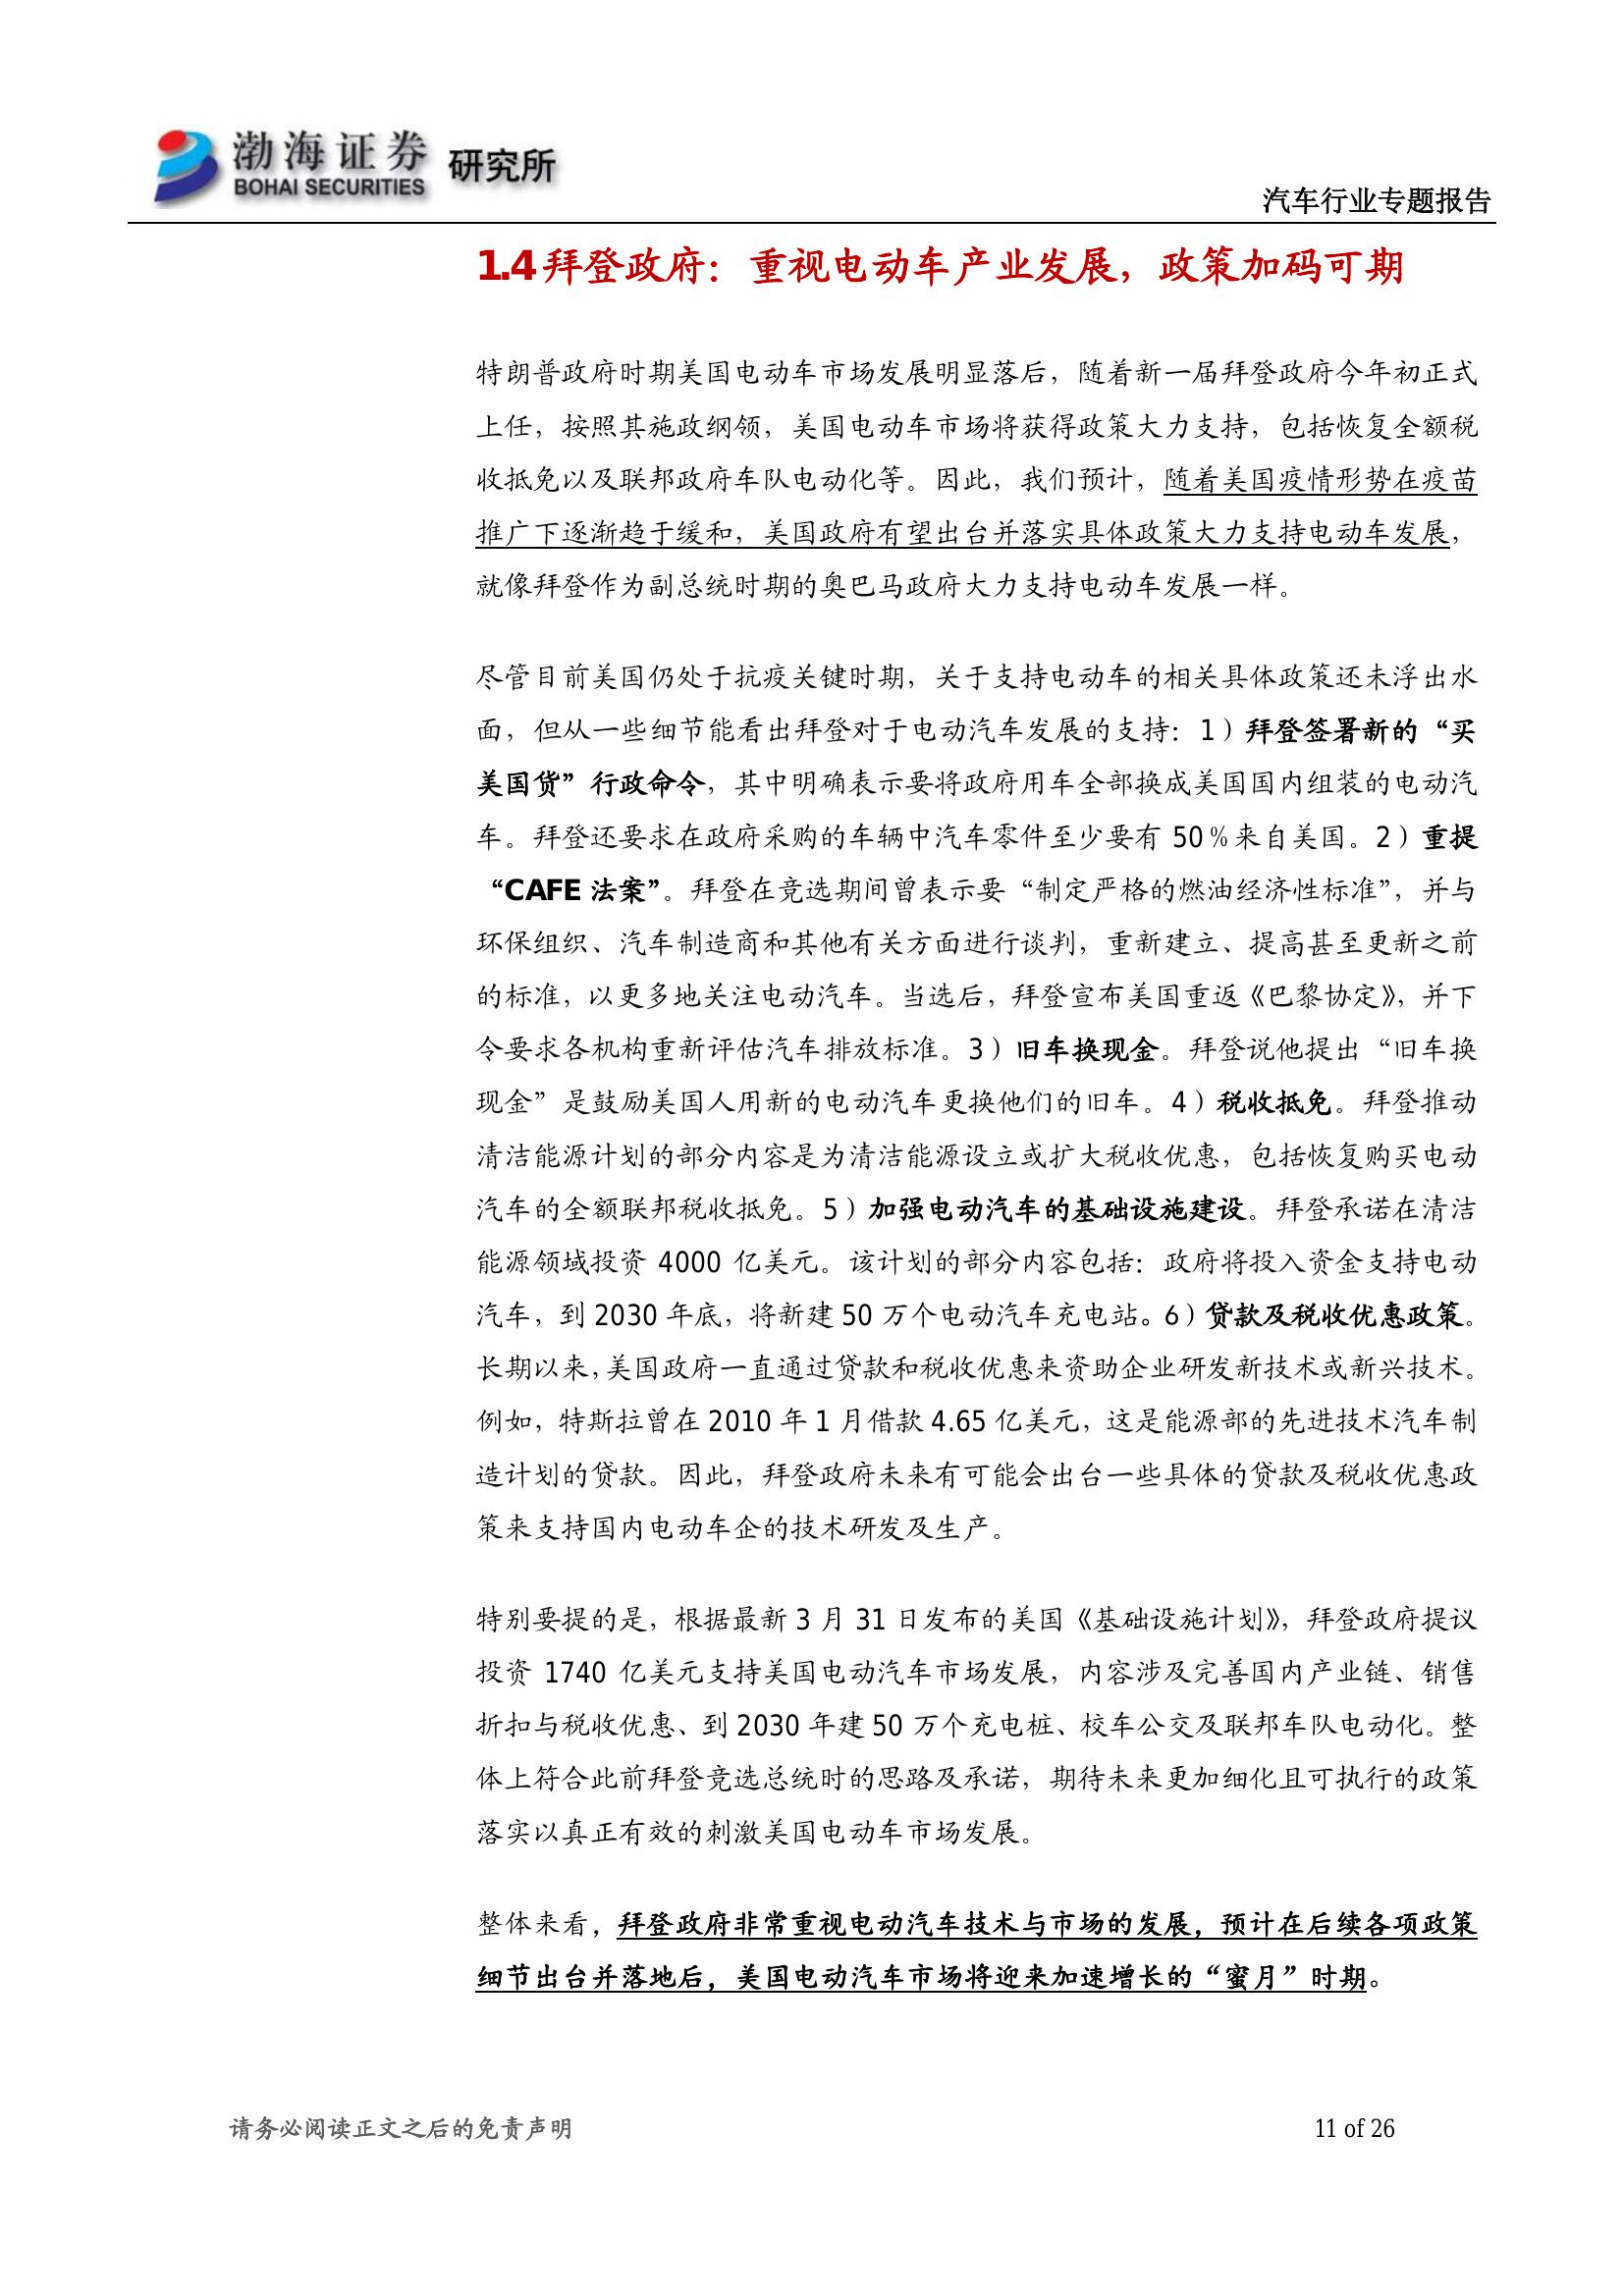 渤海证券 研究所
BOHAI SECURITIES
汽车行业专题报告
1.4 拜登政府：重视电动车产业发展，政策加码可期
特朗普政府时期美国电动车市场发展明显落后，随着新一届拜登政府今年初正式
上任，按照其施政纲领，美国电动车市场将获得政策大力支持，包括恢复全额税
收抵免以及联邦政府车队电动化等。因此，我们预计，随着美国疫情形势在疫苗
推广下逐渐趋于缓和，美国政府有望出台并落实具体政策大力支持电动车发展，
就像拜登作为副总统时期的奥巴马政府大力支持电动车发展一样。
尽管目前美国仍处于抗疫关键时期，关于支持电动车的相关具体政策还未浮出水
面，但从一些细节能看出拜登对于电动汽车发展的支持：1）拜登签署新的“买
美国货”行政命令，其中明确表示要将政府用车全部换成美国国内组装的电动汽
车。拜登还要求在政府采购的车辆中汽车零件至少要有 50％来自美国。2）重提
“CAFE 法案”。拜登在竞选期间曾表示要“制定严格的燃油经济性标准”，并与
环保组织、汽车制造商和其他有关方面进行谈判，重新建立、提高甚至更新之前
的标准，以更多地关注电动汽车。当选后，拜登宣布美国重返《巴黎协定》，并下
令要求各机构重新评估汽车排放标准。3）旧车换现金。拜登说他提出“旧车换
现金”是鼓励美国人用新的电动汽车更换他们的旧车。4）税收抵免。拜登推动
清洁能源计划的部分内容是为清洁能源设立或扩大税收优惠，包括恢复购买电动
汽车的全额联邦税收抵免。5）加强电动汽车的基础设施建设。拜登承诺在清洁
能源领域投资 4000 亿美元。该计划的部分内容包括：政府将投入资金支持电动
汽车，到 2030 年底，将新建 50 万个电动汽车充电站。6）贷款及税收优惠政策。
长期以来，美国政府一直通过贷款和税收优惠来资助企业研发新技术或新兴技术。
例如，特斯拉曾在 2010 年 1 月借款 4.65 亿美元，这是能源部的先进技术汽车制
造计划的贷款。因此，拜登政府未来有可能会出台一些具体的贷款及税收优惠政
策来支持国内电动车企的技术研发及生产。
特别要提的是，根据最新 3 月 31 日发布的美国《基础设施计划》，拜登政府提议
投资 1740 亿美元支持美国电动汽车市场发展，内容涉及完善国内产业链、销售
折扣与税收优惠、到 2030 年建 50 万个充电桩、校车公交及联邦车队电动化。整
体上符合此前拜登竞选总统时的思路及承诺，期待未来更加细化且可执行的政策
落实以真正有效的刺激美国电动车市场发展。
整体来看，拜登政府非常重视电动汽车技术与市场的发展，预计在后续各项政策
细节出台并落地后，美国电动汽车市场将迎来加速增长的“蜜月”时期。
请务必阅读正文之后的免责声明
11 of 26